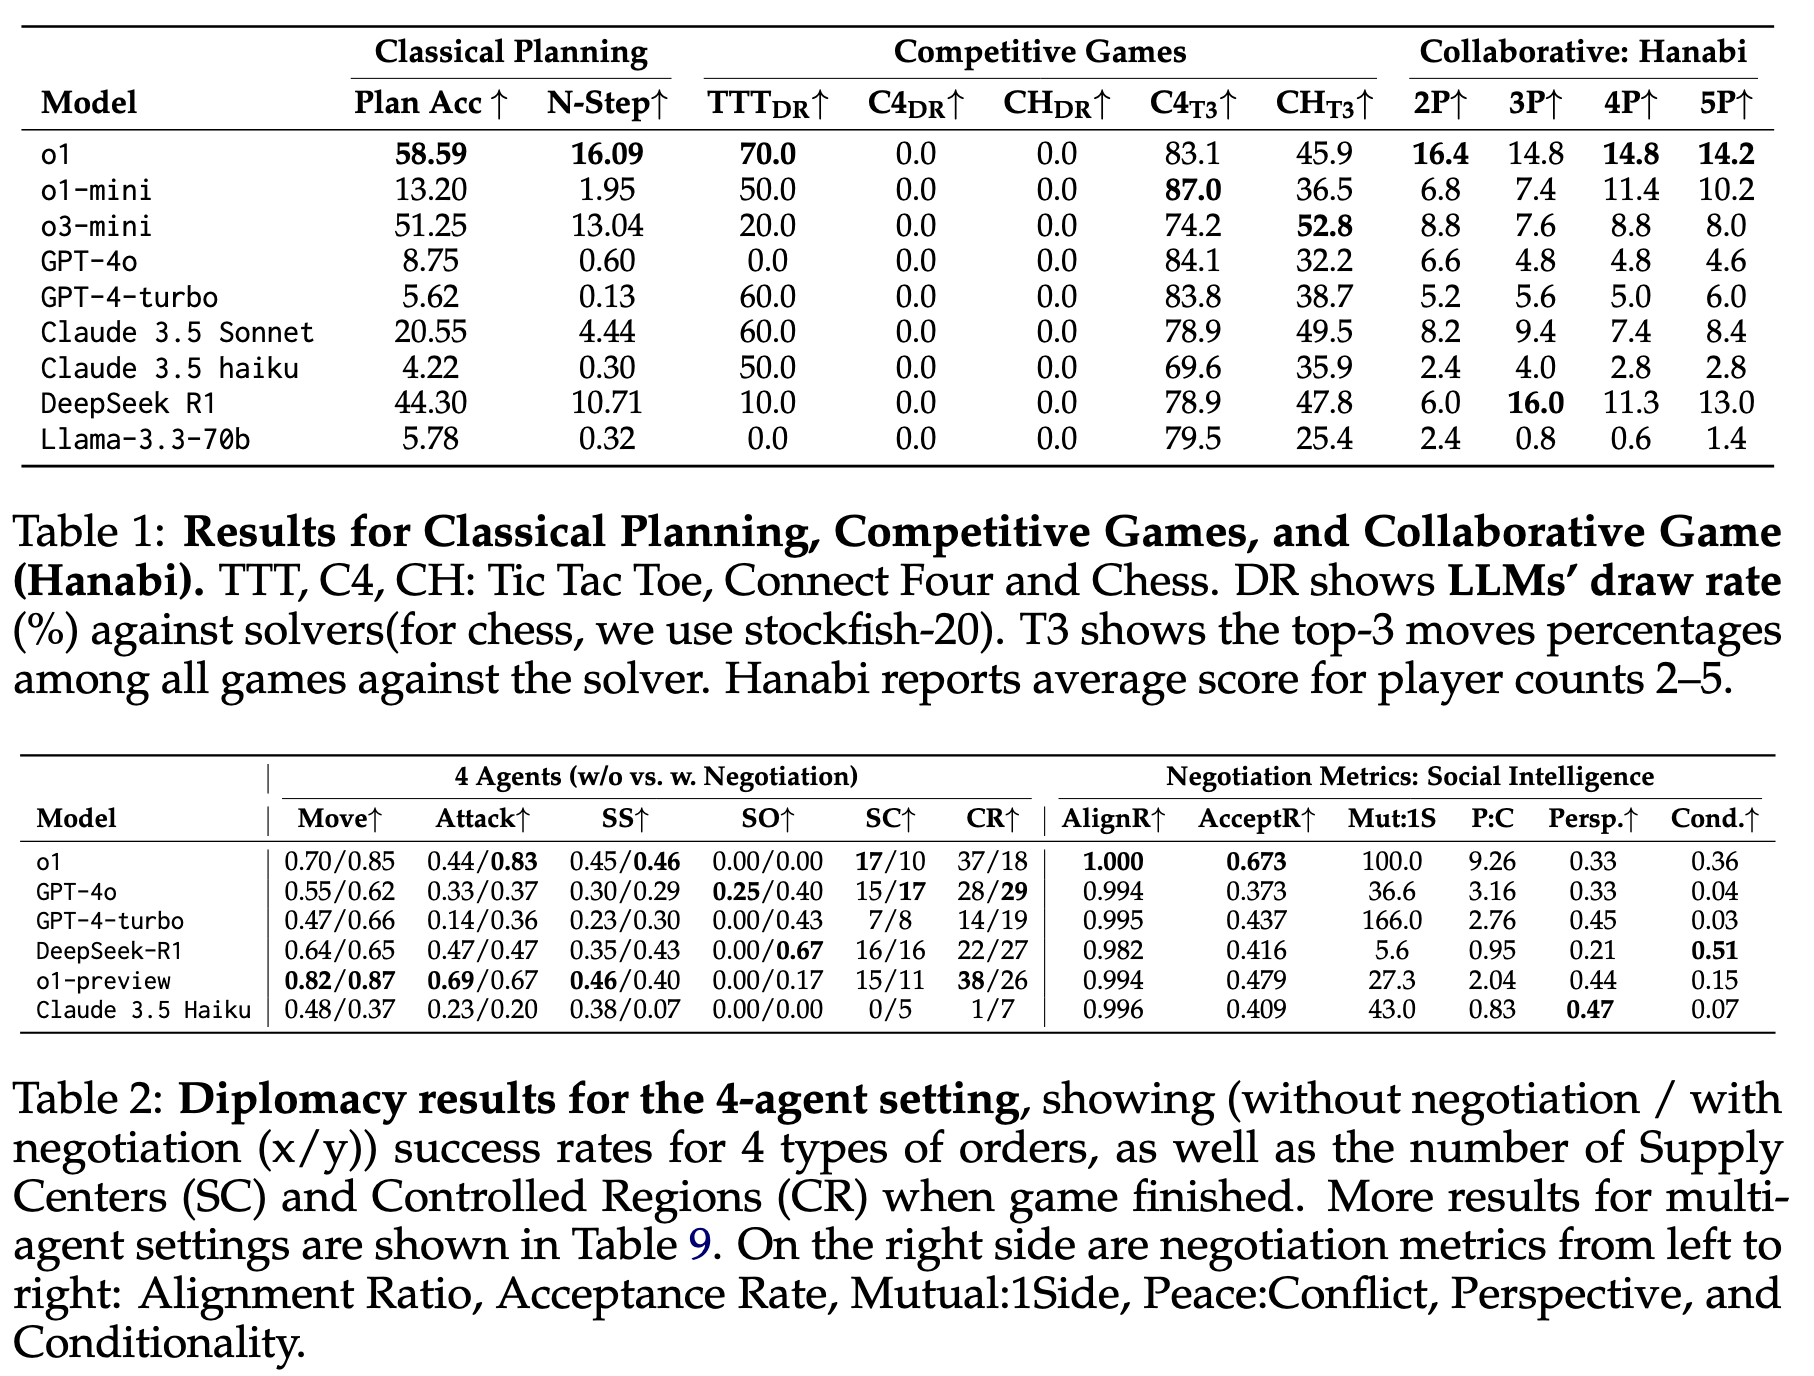 Classical Planning Competitive Games Collaborative: Hanabi
Model Plan Acc ↑ N-Step↑ TTT_DR↑ C4_DR↑ CH_DR↑ C4_T3↑ CH_T3↑ 2P↑ 3P↑ 4P↑ 5P↑
o1 58.59 16.09 70.0 0.0 0.0 83.1 45.9 16.4 14.8 14.8 14.2
o1-mini 13.20 1.95 50.0 0.0 0.0 87.0 36.5 6.8 7.4 11.4 10.2
o3-mini 51.25 13.04 20.0 0.0 0.0 74.2 52.8 8.8 7.6 8.8 8.0
GPT-4o 8.75 0.60 0.0 0.0 0.0 84.1 32.2 6.6 4.8 4.8 4.6
GPT-4-turbo 5.62 0.13 60.0 0.0 0.0 83.8 38.7 5.2 5.6 5.0 6.0
Claude 3.5 Sonnet 20.55 4.44 60.0 0.0 0.0 78.9 49.5 8.2 9.4 7.4 8.4
Claude 3.5 haiku 4.22 0.30 50.0 0.0 0.0 69.6 35.9 2.4 4.0 2.8 2.8
DeepSeek R1 44.30 10.71 10.0 0.0 0.0 78.9 47.8 6.0 16.0 11.3 13.0
Llama-3.3-70b 5.78 0.32 0.0 0.0 0.0 79.5 25.4 2.4 0.8 0.6 1.4
Table 1: Results for Classical Planning, Competitive Games, and Collaborative Game
(Hanabi). TTT, C4, CH: Tic Tac Toe, Connect Four and Chess. DR shows LLMs' draw rate
(%) against solvers(for chess, we use stockfish-20). T3 shows the top-3 moves percentages
among all games against the solver. Hanabi reports average score for player counts 2–5.
4 Agents (w/o vs. w. Negotiation) Negotiation Metrics: Social Intelligence
Model Move↑ Attack↑ SS↑ SO↑ SC↑ CR↑ AlignR↑ AcceptR↑ Mut:1S P:C Persp.↑ Cond.↑
o1 0.70/0.85 0.44/0.83 0.45/0.46 0.00/0.00 17/10 37/18 1.000 0.673 100.0 9.26 0.33 0.36
GPT-4o 0.55/0.62 0.33/0.37 0.30/0.29 0.25/0.40 15/17 28/29 0.994 0.373 36.6 3.16 0.33 0.04
GPT-4-turbo 0.47/0.66 0.14/0.36 0.23/0.30 0.00/0.43 7/8 14/19 0.995 0.437 166.0 2.76 0.45 0.03
DeepSeek-R1 0.64/0.65 0.47/0.47 0.35/0.43 0.00/0.67 16/16 22/27 0.982 0.416 5.6 0.95 0.21 0.51
o1-preview 0.82/0.87 0.69/0.67 0.46/0.40 0.00/0.17 15/11 38/26 0.994 0.479 27.3 2.04 0.44 0.15
Claude 3.5 Haiku 0.48/0.37 0.23/0.20 0.38/0.07 0.00/0.00 0/5 1/7 0.996 0.409 43.0 0.83 0.47 0.07
Table 2: Diplomacy results for the 4-agent setting, showing (without negotiation / with
negotiation (x/y)) success rates for 4 types of orders, as well as the number of Supply
Centers (SC) and Controlled Regions (CR) when game finished. More results for multi-
agent settings are shown in Table 9. On the right side are negotiation metrics from left to
right: Alignment Ratio, Acceptance Rate, Mutual:1Side, Peace:Conflict, Perspective, and
Conditionality.